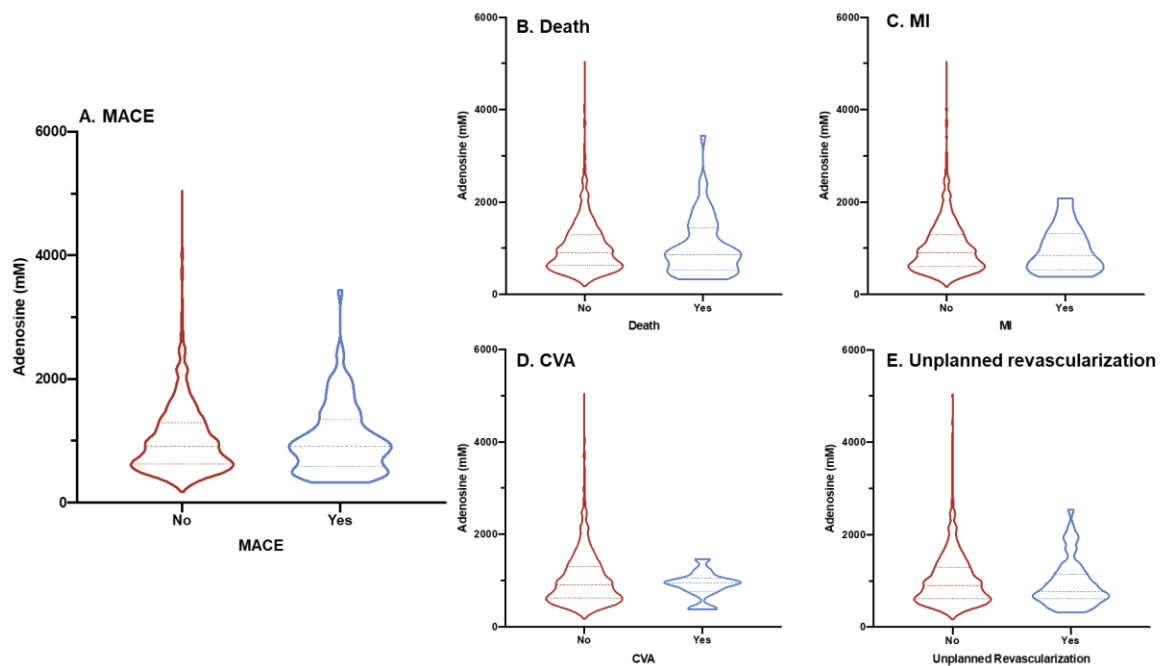 A. MACE
6000
4000
2000
0
Adenosine (mM)
No
Yes
MACE
B. Death
6000
4000
2000
0
Adenosine (mM)
No
Yes
Death
C. MI
6000
4000
2000
0
Adenosine (mM)
No
Yes
MI
D. CVA
6000
4000
2000
0
Adenosine (mM)
No
Yes
CVA
E. Unplanned revascularization
6000
4000
2000
0
Adenosine (mM)
No
Yes
Unplanned Revascularization